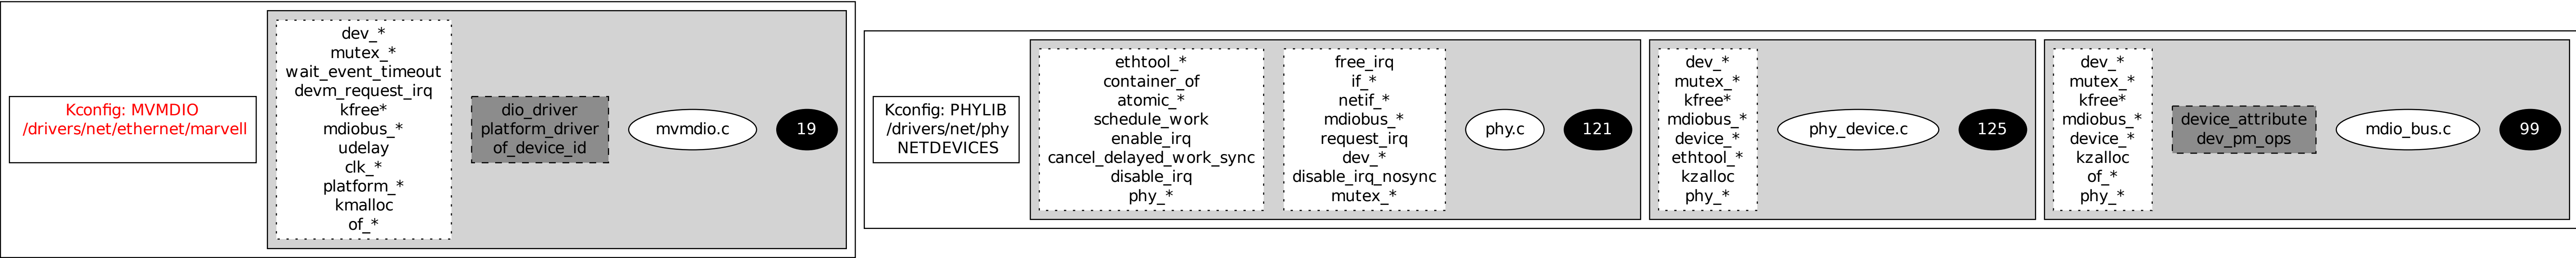 Kconfig: MVMDIO
/drivers/net/ethernet/marvell
dev_*
mutex_*
wait_event_timeout
devm_request_irq
kfree*
mdiobus_*
udelay
clk_*
platform_*
kmalloc
of_*
dio_driver
platform_driver
of_device_id
mvmdio.c
19
Kconfig: PHYLIB
/drivers/net/phy
NETDEVICES
ethtool_*
container_of
atomic_*
schedule_work
enable_irq
cancel_delayed_work_sync
disable_irq
phy_*
free_irq
if_*
netif_*
mdiobus_*
request_irq
dev_*
disable_irq_nosync
mutex_*
phy.c
121
dev_*
mutex_*
kfree*
mdiobus_*
device_*
ethtool_*
kzalloc
phy_*
phy_device.c
125
dev_*
mutex_*
kfree*
mdiobus_*
device_*
kzalloc
of_*
phy_*
device_attribute
dev_pm_ops
mdio_bus.c
99